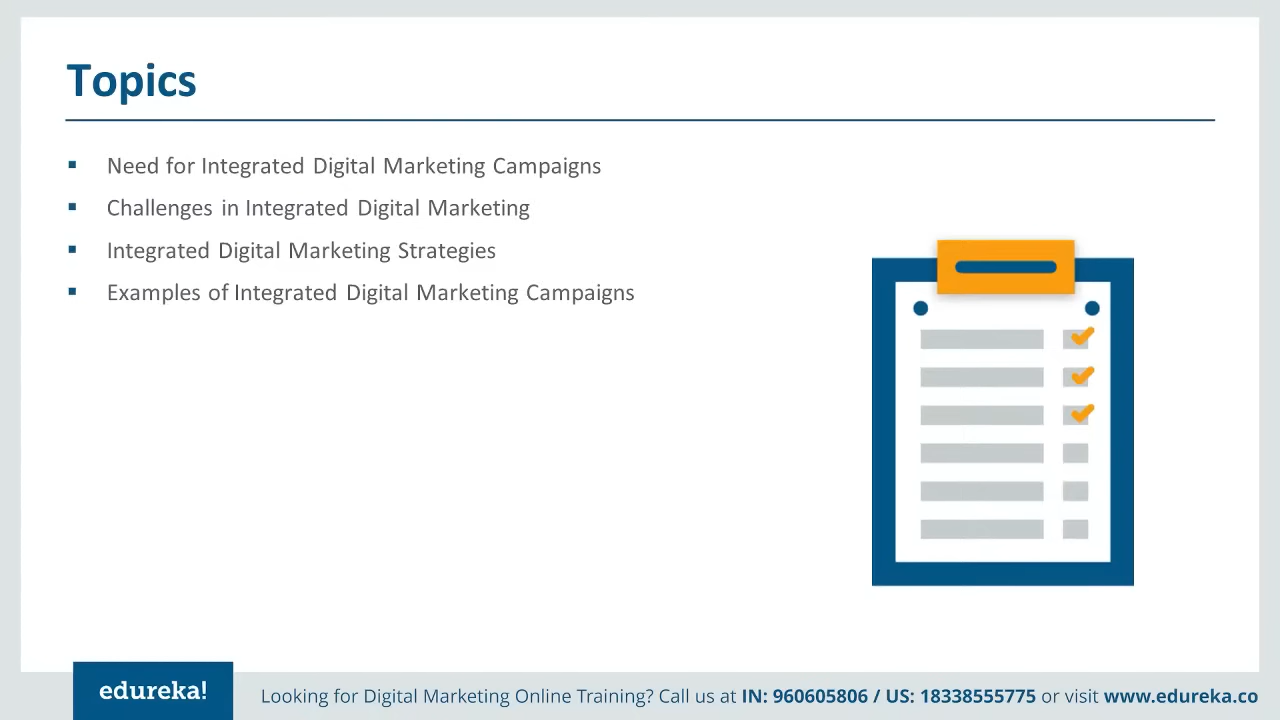 Topics
▪ Need for Integrated Digital Marketing Campaigns
▪ Challenges in Integrated Digital Marketing
▪ Integrated Digital Marketing Strategies
▪ Examples of Integrated Digital Marketing Campaigns
edureka!
Looking for Digital Marketing Online Training? Call us at IN: 960605806 / US: 18338555775 or visit www.edureka.co